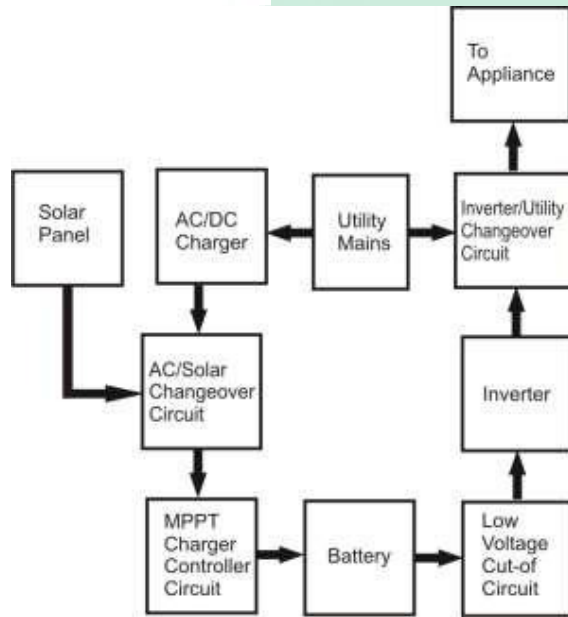 To
Appliance
Solar
Panel
AC/DC
Charger
Utility
Mains
Inverter/Utility
Changeover
Circuit
AC/Solar
Changeover
Circuit
Inverter
MPPT
Charger
Controller
Circuit
Battery
Low
Voltage
Cut-of
Circuit